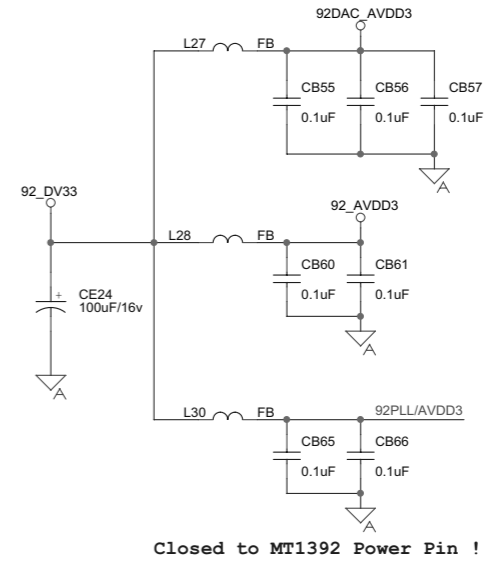 92DAC_AVDD3
L27 FB
CB55 CB56 CB57
0.1uF 0.1uF 0.1uF
A
92_DV33
92_AVDD3
L28 FB
CB60 CB61
+ CE24
100uF/16v
0.1uF 0.1uF
A
A
L30 FB 92PLL/AVDD3
CB65 CB66
0.1uF 0.1uF
A
Closed to MT1392 Power Pin !